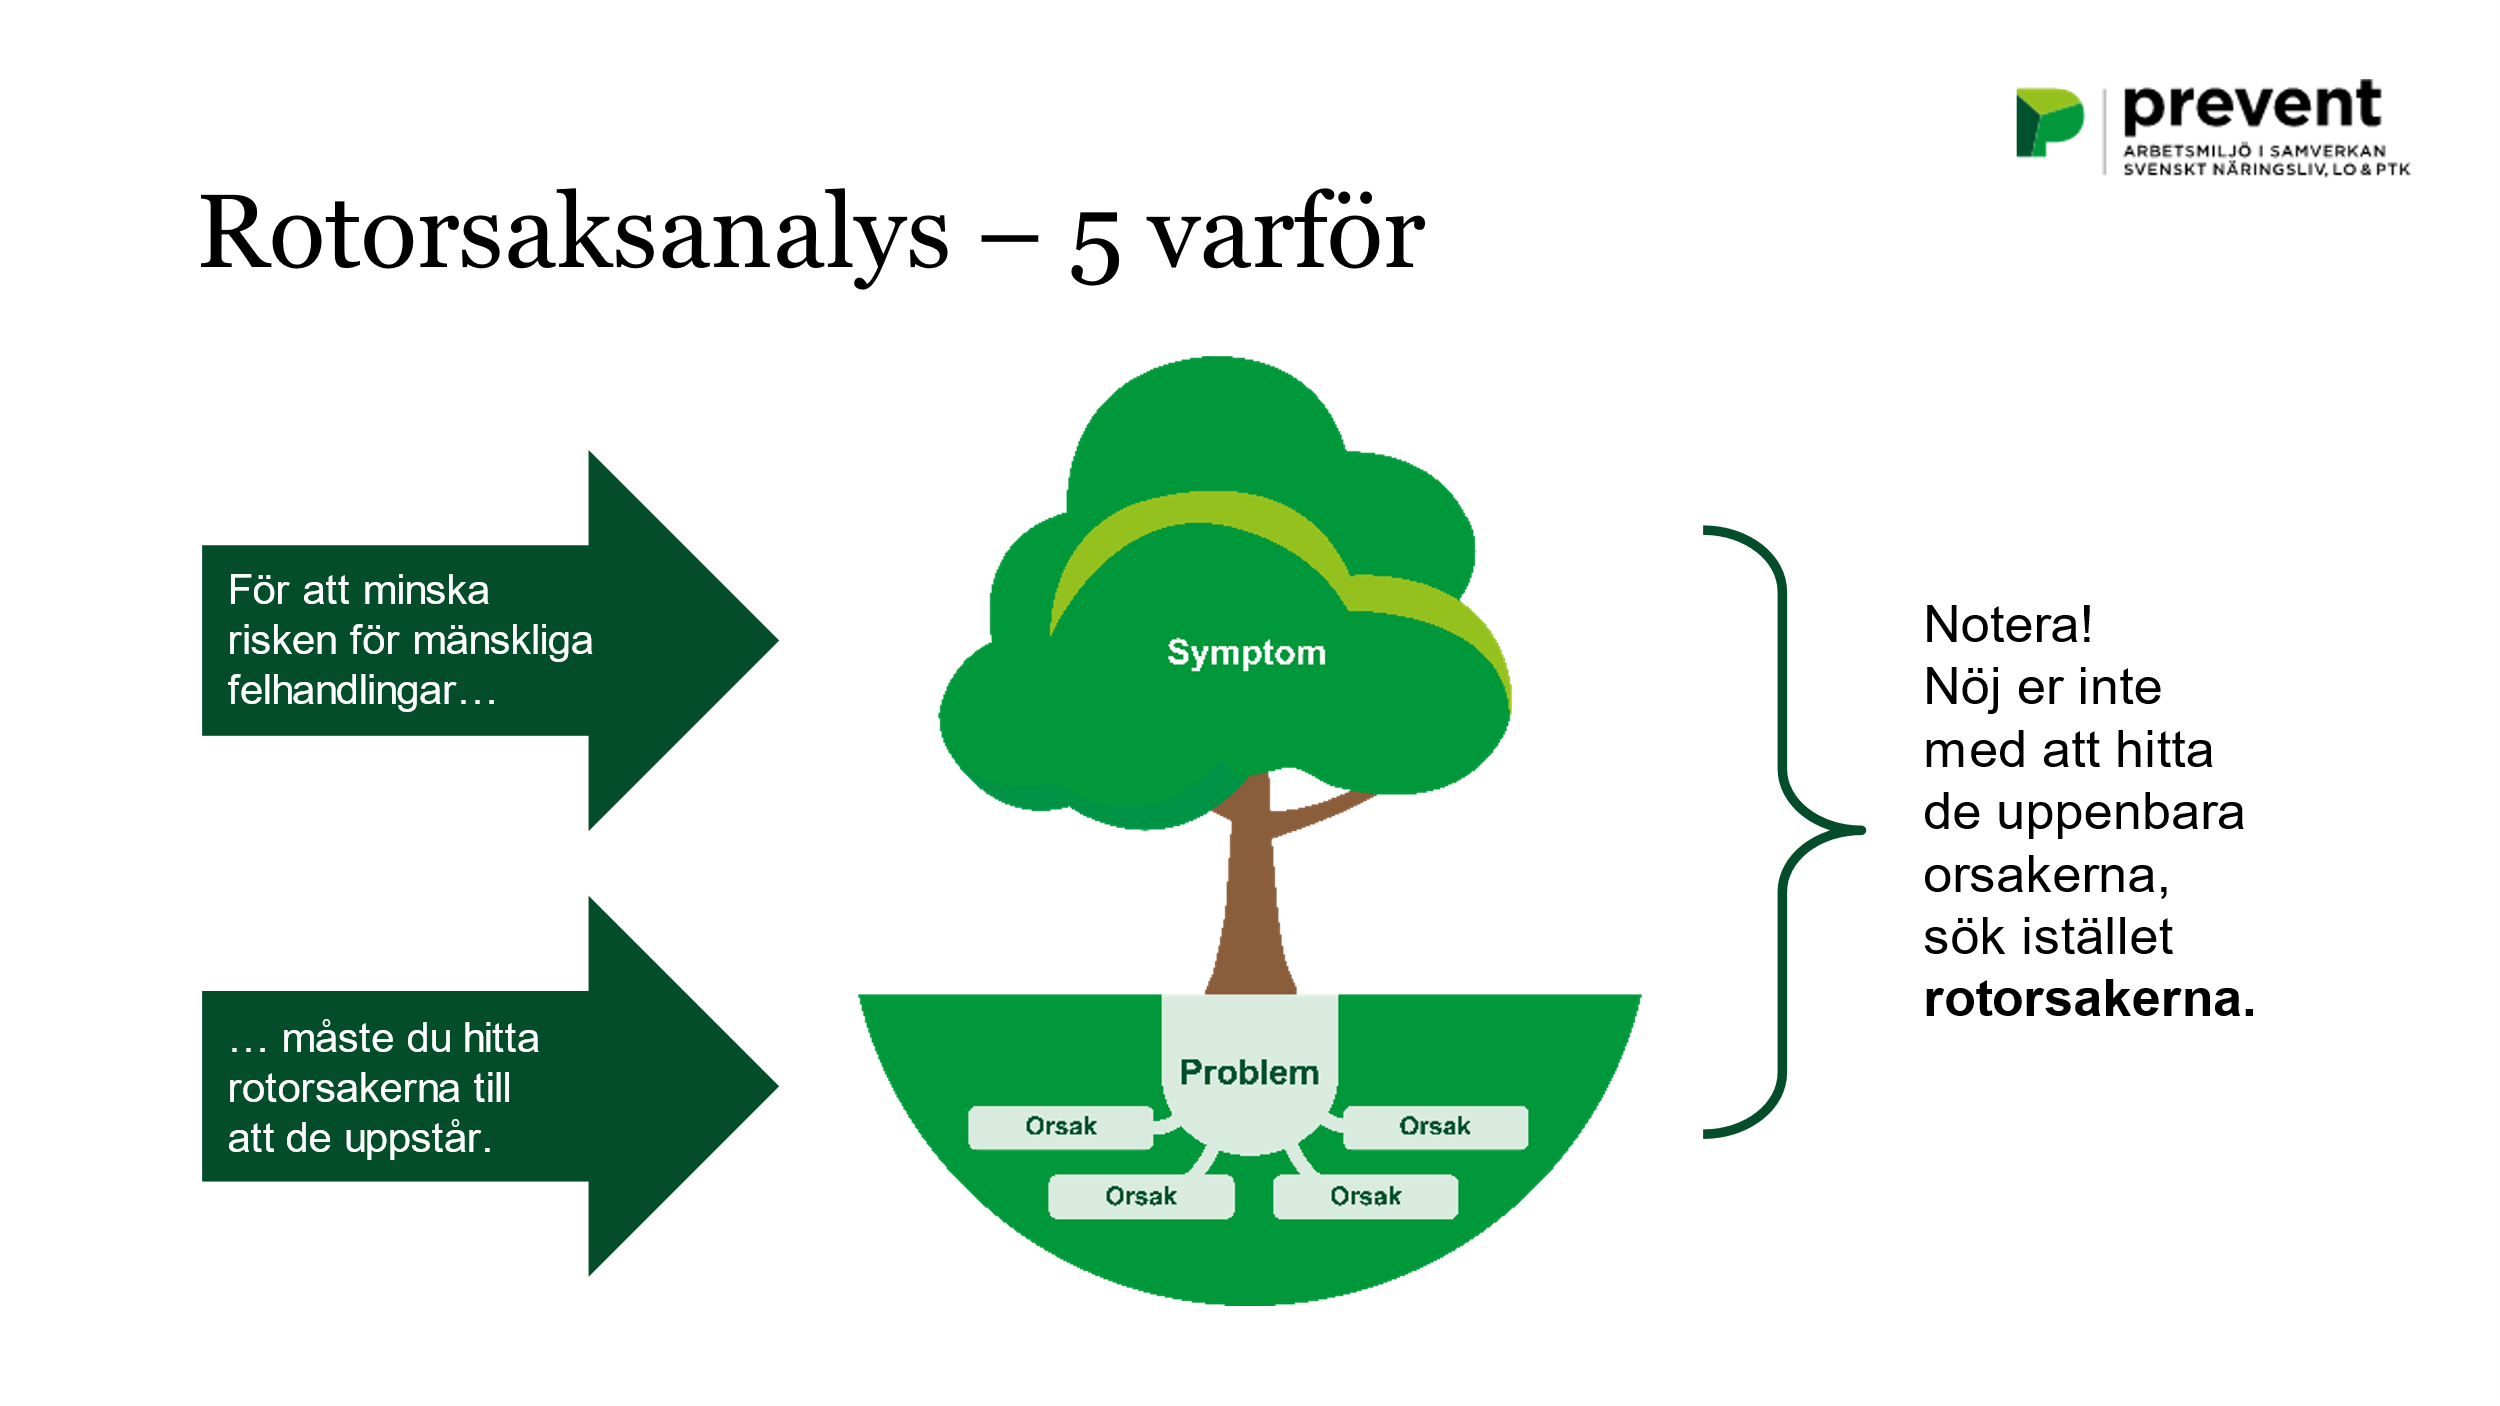 prevent
ARBETSMILJÖ I SAMVERKAN
SVENSKT NÄRINGSLIV, LO & PTK
Rotorsaksanalys – 5 varför
För att minska
risken för mänskliga
felhandlingar…
… måste du hitta
rotorsakerna till
att de uppstår.
Symptom
Problem
Orsak
Orsak
Orsak
Orsak
Notera!
Nöj er inte
med att hitta
de uppenbara
orsakerna,
sök istället
rotorsakerna.